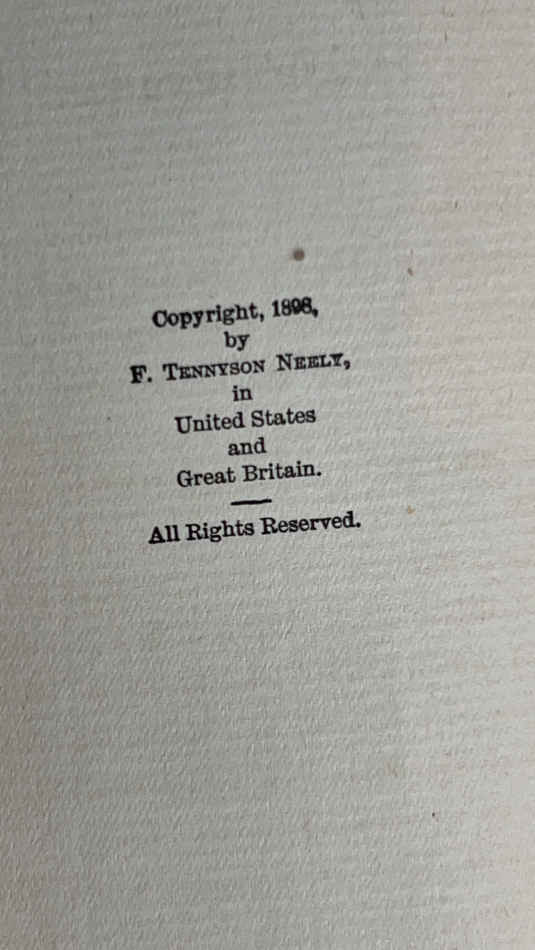 Copyright, 1898,
by
F. TENNYSON NEELY,
in
United States
and
Great Britain.
All Rights Reserved.